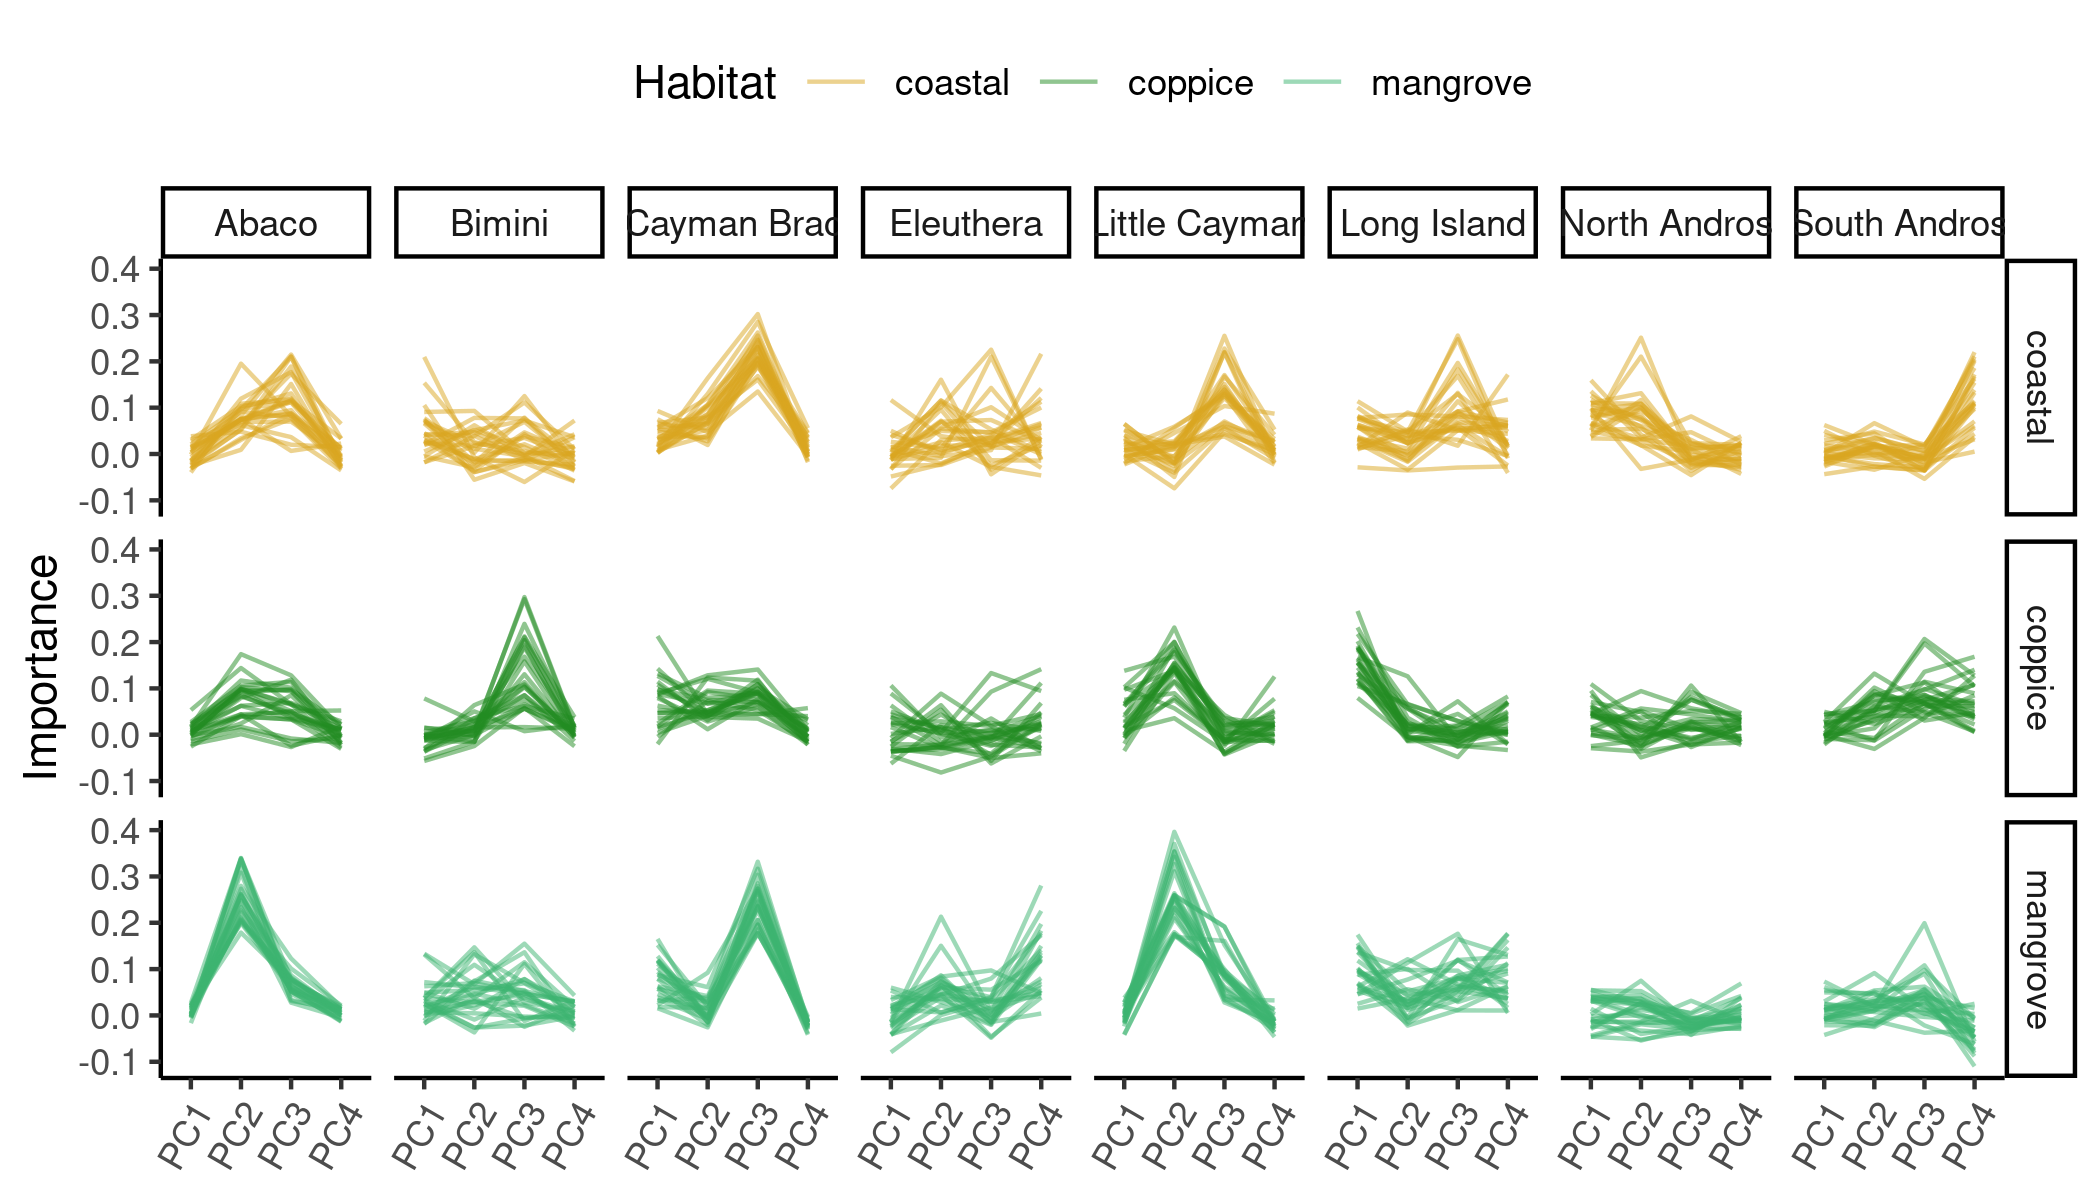 Habitat coastal coppice mangrove
Abaco Bimini Cayman Brac Eleuthera Little Cayman Long Island North Andros South Andros
0.4
0.3
0.2
0.1
0.0
-0.1
coastal
Importance
0.4
0.3
0.2
0.1
0.0
-0.1
coppice
0.4
0.3
0.2
0.1
0.0
-0.1
mangrove
PC1 PC2 PC3 PC4 PC1 PC2 PC3 PC4 PC1 PC2 PC3 PC4 PC1 PC2 PC3 PC4 PC1 PC2 PC3 PC4 PC1 PC2 PC3 PC4 PC1 PC2 PC3 PC4 PC1 PC2 PC3 PC4